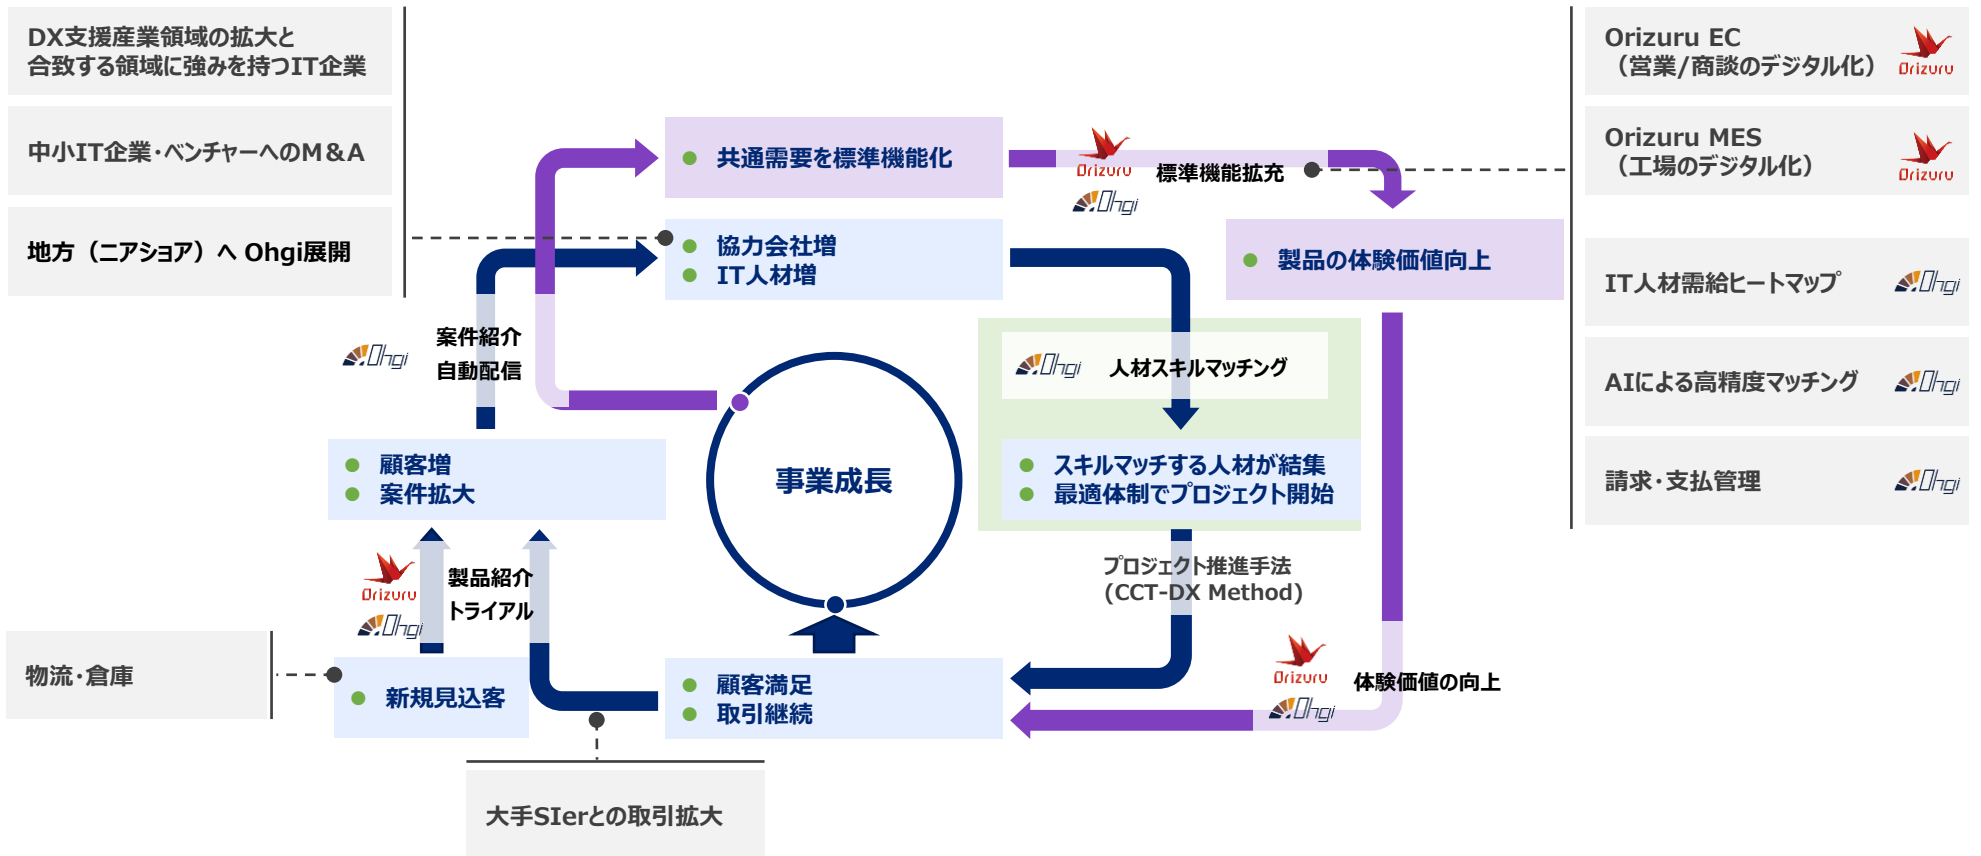 DX支援産業領域の拡大と
合致する領域に強みを持つIT企業
中小IT企業・ベンチャーへのM＆A
地方（ニアショア）へ Ohgi展開
共通需要を標準機能化
Orizuru
Ohgi
標準機能拡充
協力会社増
IT人材増
製品の体験価値向上
Ohgi
案件紹介
自動配信
Ohgi
人材スキルマッチング
顧客増
案件拡大
事業成長
スキルマッチする人材が結集
最適体制でプロジェクト開始
Orizuru
Ohgi
製品紹介
トライアル
プロジェクト推進手法
(CCT-DX Method)
新規見込客
顧客満足
取引継続
Orizuru
Ohgi
体験価値の向上
物流・倉庫
大手SIerとの取引拡大
Orizuru EC
（営業/商談のデジタル化）
Orizuru
Orizuru MES
（工場のデジタル化）
Orizuru
IT人材需給ヒートマップ
Ohgi
AIによる高精度マッチング
Ohgi
請求・支払管理
Ohgi